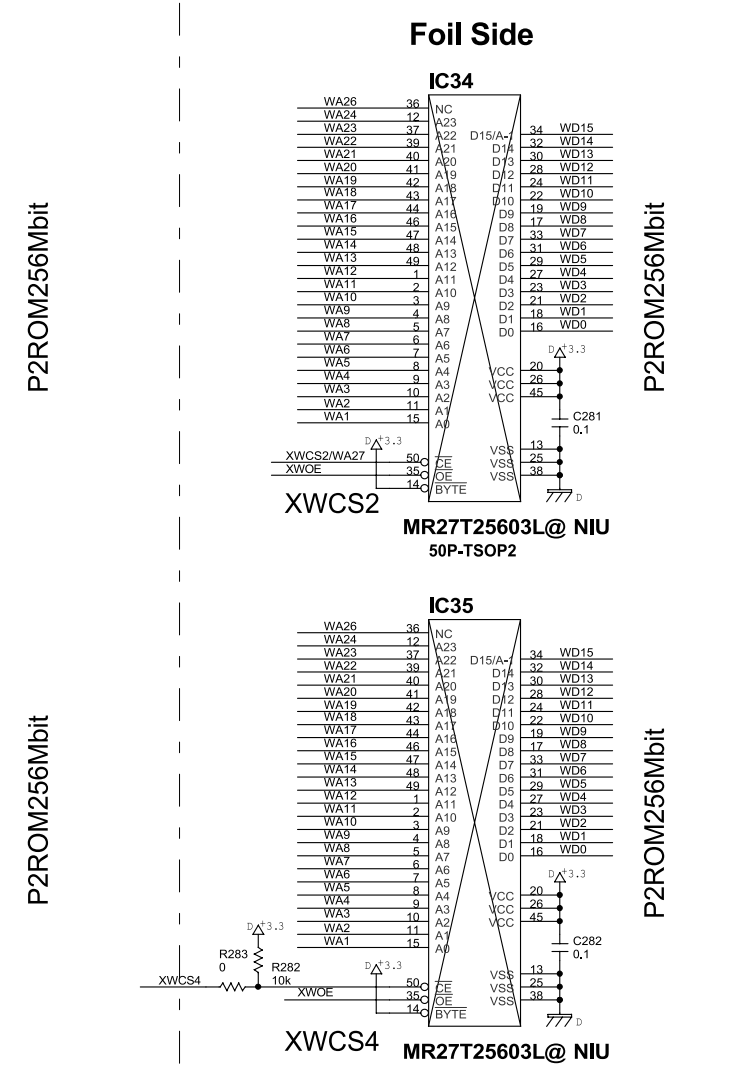 Foil Side
P2ROM256Mbit
IC34
WA26 36 NC
WA24 12 A23
WA23 37 A22 D15/A-1 34 WD15
WA22 39 A21 D14 32 WD14
WA21 40 A20 D13 30 WD13
WA20 41 A19 D12 28 WD12
WA19 42 A18 D11 24 WD11
WA18 43 A17 D10 22 WD10
WA17 44 A16 D9 19 WD9
WA16 46 A15 D8 17 WD8
WA15 47 A14 D7 33 WD7
WA14 48 A13 D6 31 WD6
WA13 49 A12 D5 29 WD5
WA12 1 A11 D4 27 WD4
WA11 2 A10 D3 23 WD3
WA10 3 A9 D2 21 WD2
WA9 4 A8 D1 18 WD1
WA8 5 A7 D0 16 WD0
WA7 6 A6
WA6 7 A5 D +3.3
WA5 8 A4 VCC 20
WA4 9 A3 VCC 26
WA3 10 A2 VCC 45
WA2 11 A1 C281
WA1 15 A0 0.1
D +3.3 VSS 13
XWCS2/WA27 50 CE VSS 25
XWOE 35 OE VSS 38
14 BYTE D
XWCS2
MR27T25603L@ NIU
50P-TSOP2
P2ROM256Mbit
P2ROM256Mbit
IC35
WA26 36 NC
WA24 12 A23
WA23 37 A22 D15/A-1 34 WD15
WA22 39 A21 D14 32 WD14
WA21 40 A20 D13 30 WD13
WA20 41 A19 D12 28 WD12
WA19 42 A18 D11 24 WD11
WA18 43 A17 D10 22 WD10
WA17 44 A16 D9 19 WD9
WA16 46 A15 D8 17 WD8
WA15 47 A14 D7 33 WD7
WA14 48 A13 D6 31 WD6
WA13 49 A12 D5 29 WD5
WA12 1 A11 D4 27 WD4
WA11 2 A10 D3 23 WD3
WA10 3 A9 D2 21 WD2
WA9 4 A8 D1 18 WD1
WA8 5 A7 D0 16 WD0
WA7 6 A6
WA6 7 A5 D +3.3
WA5 8 A4 VCC 20
WA4 9 A3 VCC 26
WA3 10 A2 VCC 45
D +3.3 WA2 11 A1 C282
WA1 15 A0 0.1
R283
0
R282
10k
D +3.3 VSS 13
XWCS4 50 CE VSS 25
XWOE 35 OE VSS 38
14 BYTE D
XWCS4
MR27T25603L@ NIU
P2ROM256Mbit